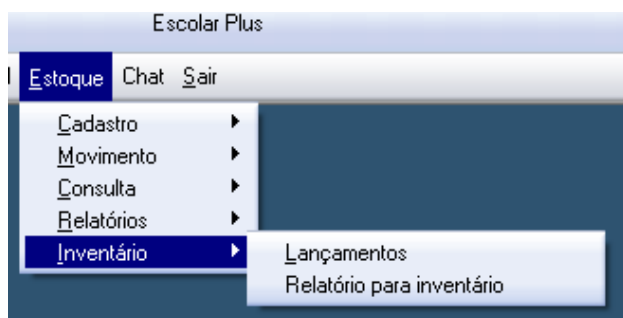 Escolar Plus
Estoque Chat Sair
Cadastro
Movimento
Consulta
Relatórios
Inventário
Lançamentos
Relatório para inventário